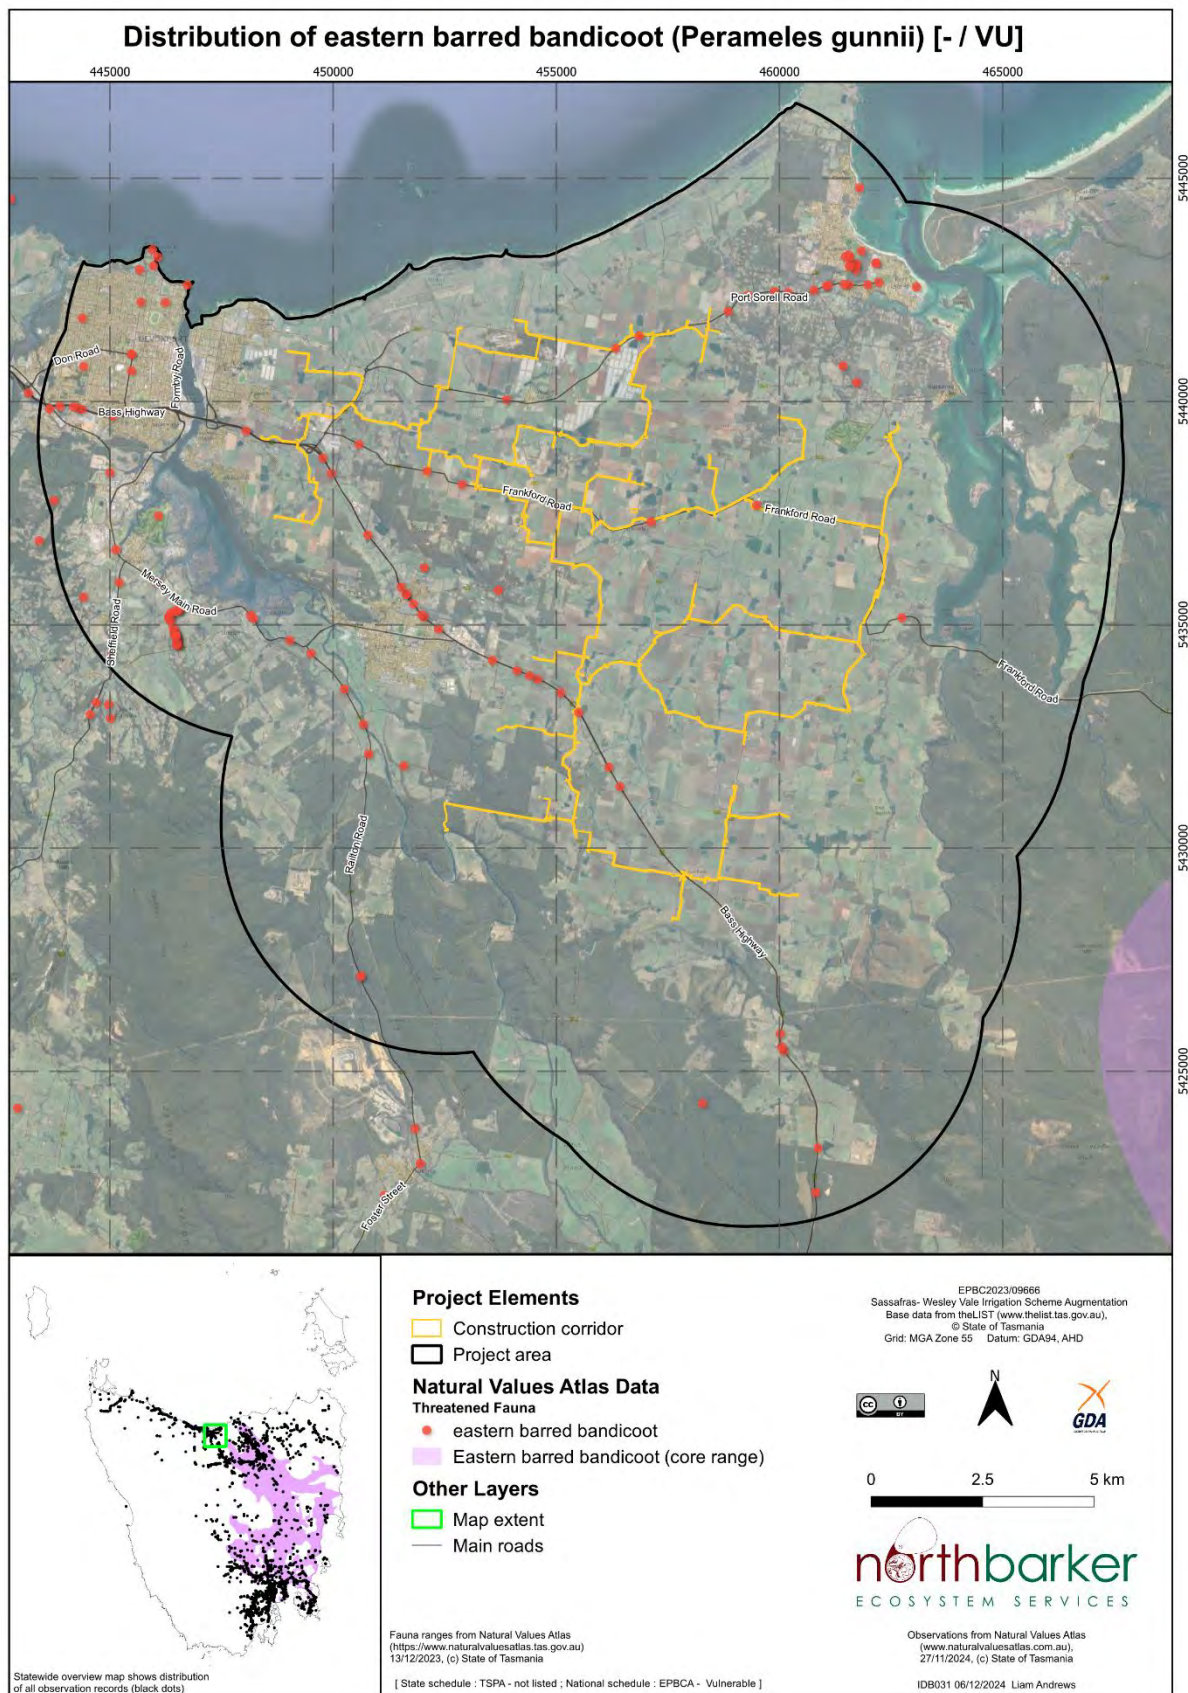 Distribution of eastern barred bandicoot (Perameles gunnii) [- / VU]
445000
450000
455000
460000
465000
5445000
5440000
5435000
5430000
5425000
Port Sorell Road
Don Road
Formby Road
Bass Highway
Frankford Road
Frankford Road
Mersey Main Road
Sheffield Road
Frankford Road
Railton Road
Bass Highway
Foster Street
Statewide overview map shows distribution
of all observation records (black dots)
Project Elements
Construction corridor
Project area
Natural Values Atlas Data
Threatened Fauna
eastern barred bandicoot
Eastern barred bandicoot (core range)
Other Layers
Map extent
Main roads
Fauna ranges from Natural Values Atlas
(https://www.naturalvaluesatlas.tas.gov.au)
13/12/2023, (c) State of Tasmania
[ State schedule : TSPA - not listed ; National schedule : EPBCA - Vulnerable ]
EPBC2023/09666
Sassafras- Wesley Vale Irrigation Scheme Augmentation
Base data from theLIST (www.thelist.tas.gov.au),
© State of Tasmania
Grid: MGA Zone 55 Datum: GDA94, AHD
cc
BY
N
GDA
0 2.5 5 km
northbarker
ECOSYSTEM SERVICES
Observations from Natural Values Atlas
(www.naturalvaluesatlas.com.au),
27/11/2024, (c) State of Tasmania
IDB031 06/12/2024 Liam Andrews